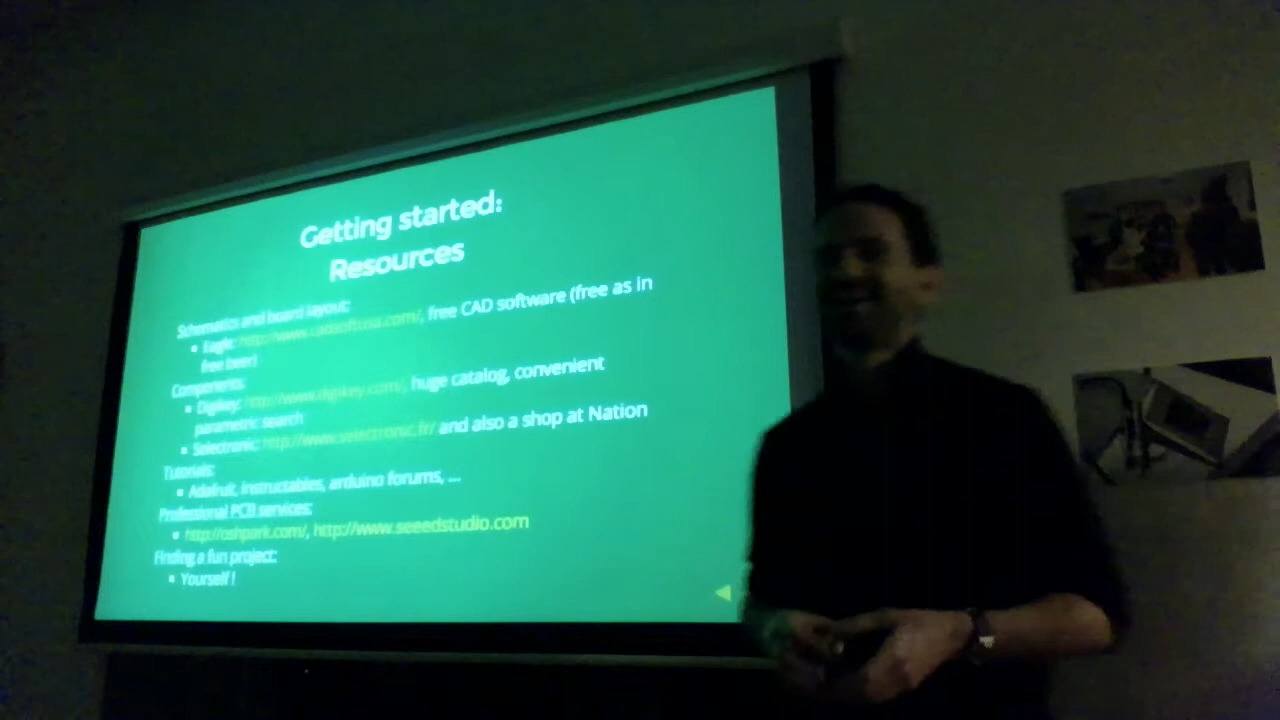 Getting started:
Resources
Schematics and board layout:
▪ Eagle: http://www.cadsoftusa.com/, free CAD software (free as in
free beer)
Components:
▪ Digikey: http://www.digikey.com/, huge catalog, convenient
parametric search
▪ Selectronic: http://www.selectronic.fr/ and also a shop at Nation
Tutorials:
▪ Adafruit, instructables, arduino forums, ...
Professional PCB services:
▪ http://oshpark.com/, http://www.seeedstudio.com
Finding a fun project:
▪ Yourself !